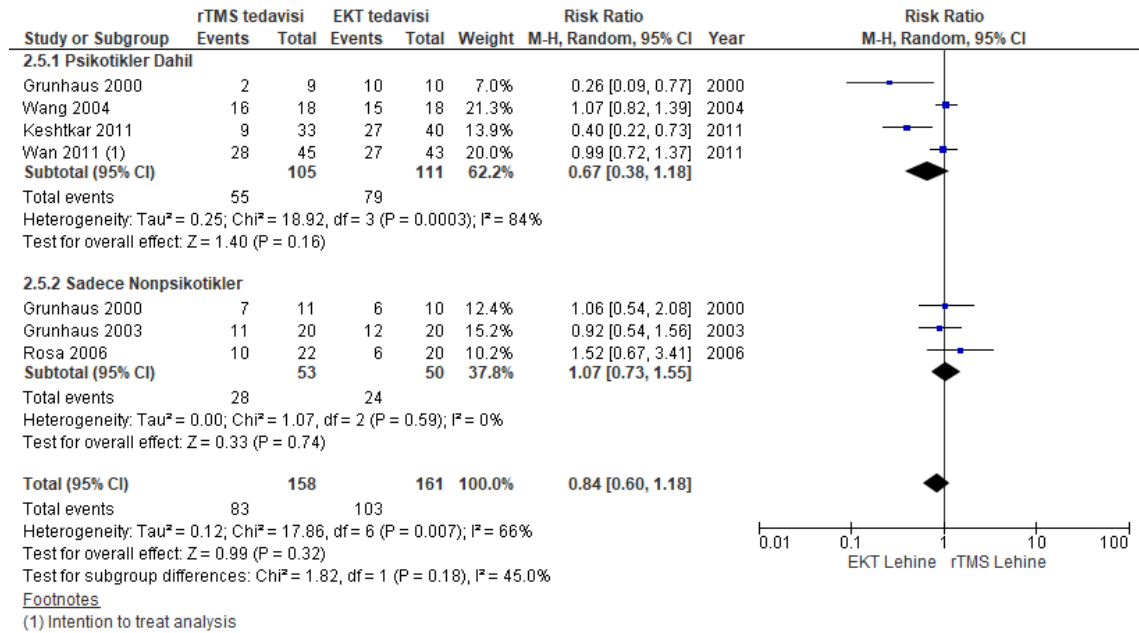 rTMS tedavisi EKT tedavisi Risk Ratio Risk Ratio
Study or Subgroup Events Total Events Total Weight M-H, Random, 95% CI Year M-H, Random, 95% CI
2.5.1 Psikotikler Dahil
Grunhaus 2000 2 9 10 10 7.0% 0.26 [0.09, 0.77] 2000
Wang 2004 16 18 15 18 21.3% 1.07 [0.82, 1.39] 2004
Keshtkar 2011 9 33 27 40 13.9% 0.40 [0.22, 0.73] 2011
Wan 2011 (1) 28 45 27 43 20.0% 0.99 [0.72, 1.37] 2011
Subtotal (95% CI) 105 111 62.2% 0.67 [0.38, 1.18]
Total events 55 79
Heterogeneity: Tau² = 0.25; Chi² = 18.92, df = 3 (P = 0.0003); I² = 84%
Test for overall effect: Z = 1.40 (P = 0.16)
2.5.2 Sadece Nonpsikotikler
Grunhaus 2000 7 11 6 10 12.4% 1.06 [0.54, 2.08] 2000
Grunhaus 2003 11 20 12 20 15.2% 0.92 [0.54, 1.56] 2003
Rosa 2006 10 22 6 20 10.2% 1.52 [0.67, 3.41] 2006
Subtotal (95% CI) 53 50 37.8% 1.07 [0.73, 1.55]
Total events 28 24
Heterogeneity: Tau² = 0.00; Chi² = 1.07, df = 2 (P = 0.59); I² = 0%
Test for overall effect: Z = 0.33 (P = 0.74)
Total (95% CI) 158 161 100.0% 0.84 [0.60, 1.18]
Total events 83 103
Heterogeneity: Tau² = 0.12; Chi² = 17.86, df = 6 (P = 0.007); I² = 66%
Test for overall effect: Z = 0.99 (P = 0.32)
Test for subgroup differences: Chi² = 1.82, df = 1 (P = 0.18), I² = 45.0%
0.01 0.1 1 10 100
EKT Lehine rTMS Lehine
Footnotes
(1) Intention to treat analysis